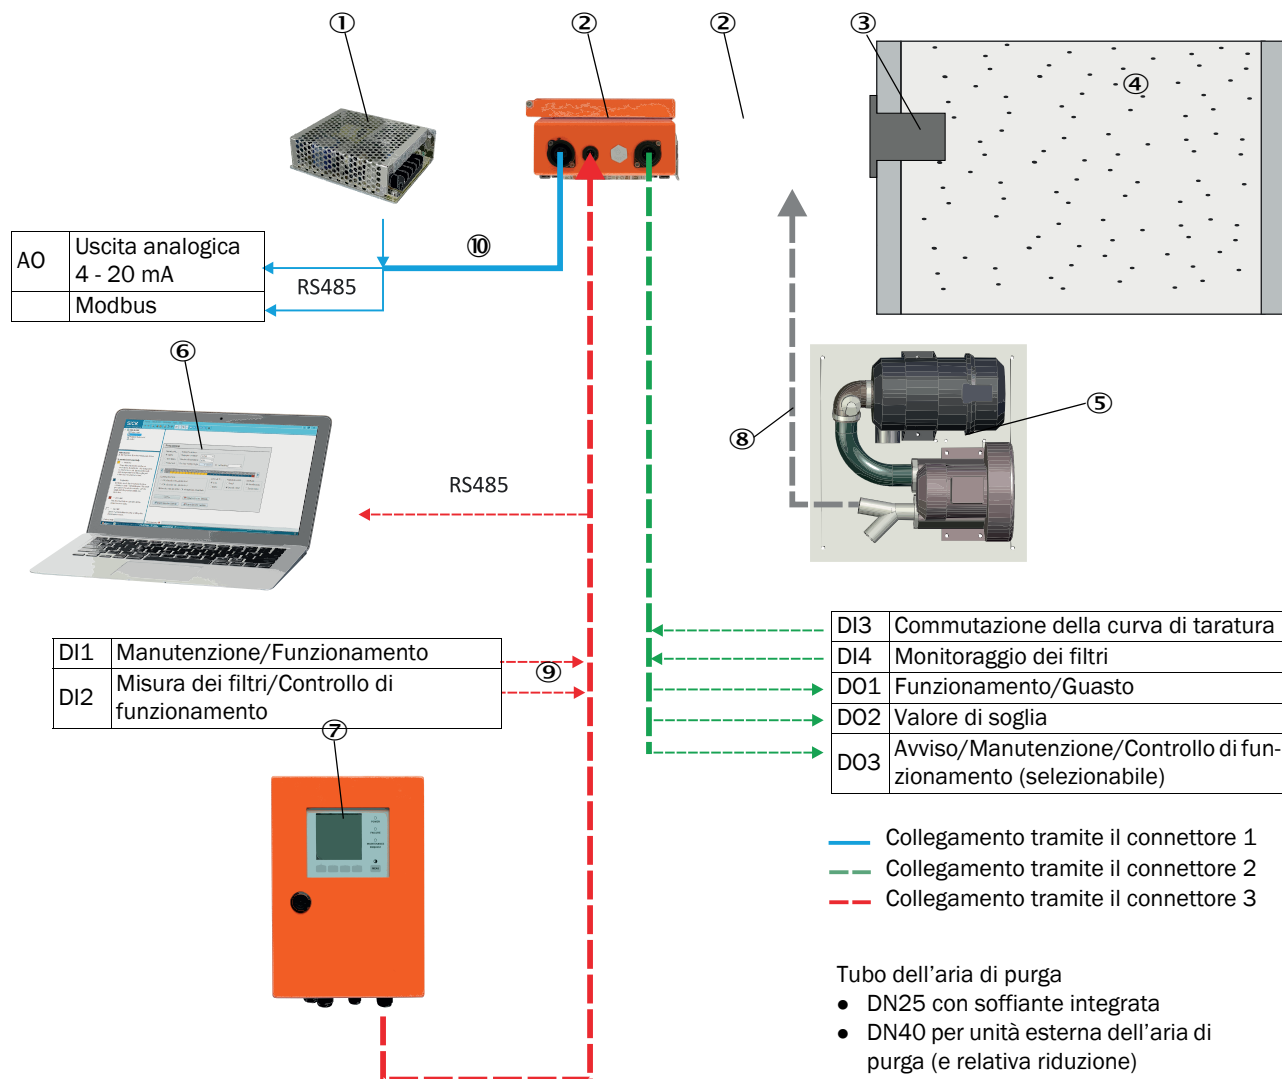 ① ② ② ③
④
⑩
AO Uscita analogica
4 - 20 mA
RS485
Modbus
⑥
⑤
⑧
RS485
DI3 Commutazione della curva di taratura
DI4 Monitoraggio dei filtri
DO1 Funzionamento/Guasto
DO2 Valore di soglia
DO3 Avviso/Manutenzione/Controllo di fun-
zionamento (selezionabile)
DI1 Manutenzione/Funzionamento
DI2 Misura dei filtri/Controllo di
funzionamento
⑨
⑦
Collegamento tramite il connettore 1
Collegamento tramite il connettore 2
Collegamento tramite il connettore 3
Tubo dell’aria di purga
● DN25 con soffiante integrata
● DN40 per unità esterna dell’aria di
purga (e relativa riduzione)